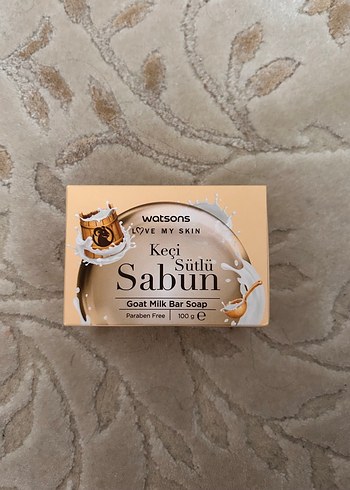 watsons
LOVE MY SKIN
Keçi
Sütlü
Sabun
Goat Milk Bar Soap
Paraben Free | 100 g ℮